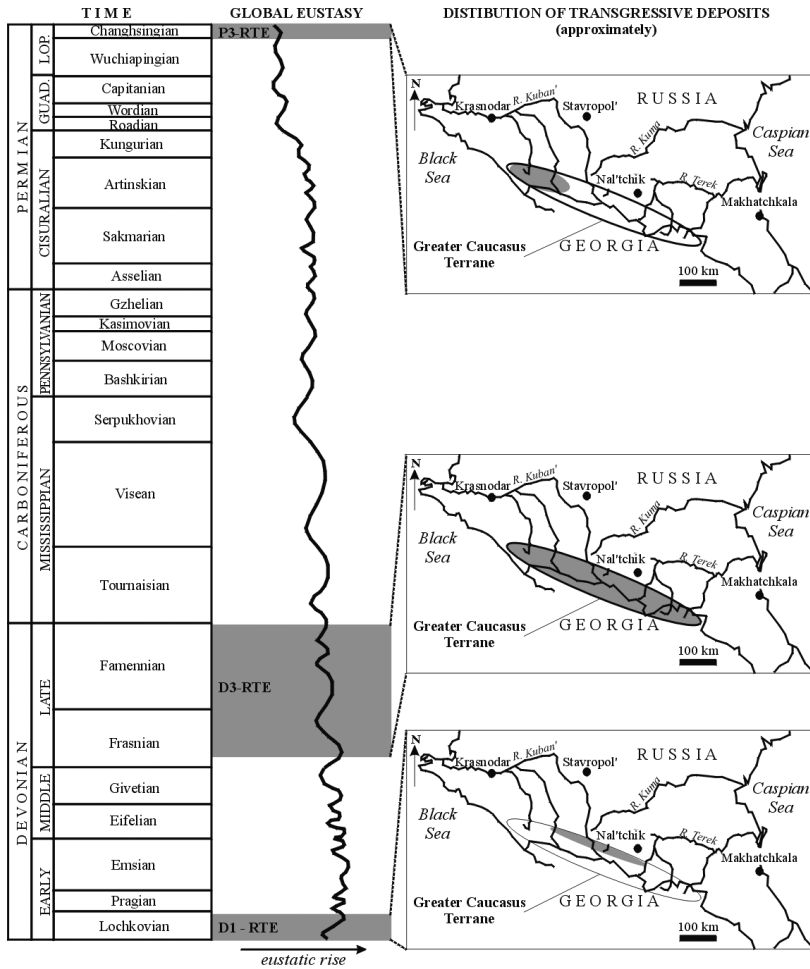 T I M E
GLOBAL EUSTASY
DISTIBUTION OF TRANSGRESSIVE DEPOSITS
(approximately)
PERMIAN
LOP.
Changhsingian
Wuchiapingian
GUAD.
Capitanian
Wordian
Roadian
CISURALIAN
Kungurian
Artinskian
Sakmarian
Asselian
CARBONIFEROUS
PENNSYLVANIAN
Gzhelian
Kasimovian
Moscovian
Bashkirian
MISSISSIPPIAN
Serpukhovian
Visean
Tournaisian
DEVONIAN
LATE
Famennian
Frasnian
MIDDLE
Givetian
Eifelian
EARLY
Emsian
Pragian
Lochkovian
P3-RTE
D3-RTE
D1 - RTE
eustatic rise
N
Krasnodar
R. Kuban'
Stavropol'
RUSSIA
R. Kuma
Caspian
Sea
Black
Sea
Nal'tchik
R. Terek
Makhatchkala
Greater Caucasus
Terrane
GEORGIA
100 km
N
Krasnodar
R. Kuban'
Stavropol'
RUSSIA
R. Kuma
Caspian
Sea
Black
Sea
Nal'tchik
R. Terek
Makhatchkala
Greater Caucasus
Terrane
GEORGIA
100 km
N
Krasnodar
R. Kuban'
Stavropol'
RUSSIA
R. Kuma
Caspian
Sea
Black
Sea
Nal'tchik
R. Terek
Makhatchkala
Greater Caucasus
Terrane
GEORGIA
100 km